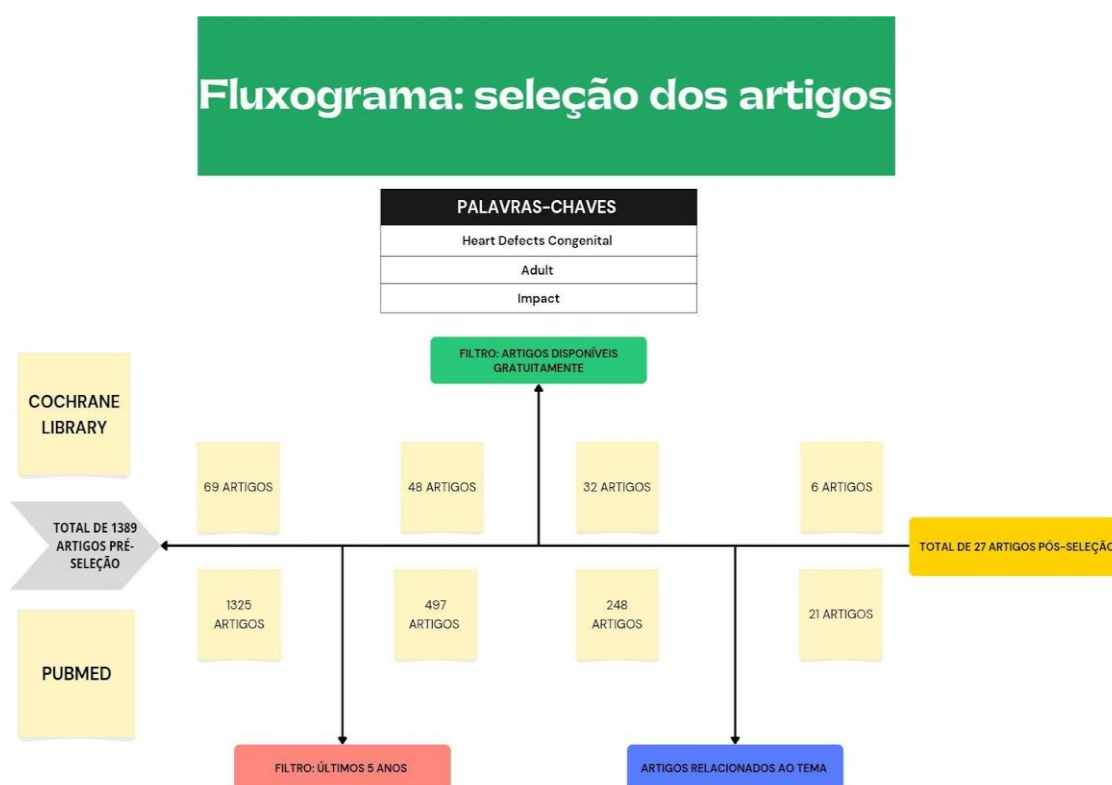 Fluxograma: seleção dos artigos
PALAVRAS-CHAVES
Heart Defects Congenital
Adult
Impact
FILTRO: ARTIGOS DISPONÍVEIS
GRATUITAMENTE
COCHRANE
LIBRARY
69 ARTIGOS
48 ARTIGOS
32 ARTIGOS
6 ARTIGOS
TOTAL DE 1389
ARTIGOS PRÉ-
SELEÇÃO
TOTAL DE 27 ARTIGOS PÓS-SELEÇÃO
1325
ARTIGOS
497
ARTIGOS
248
ARTIGOS
21 ARTIGOS
PUBMED
FILTRO: ÚLTIMOS 5 ANOS
ARTIGOS RELACIONADOS AO TEMA